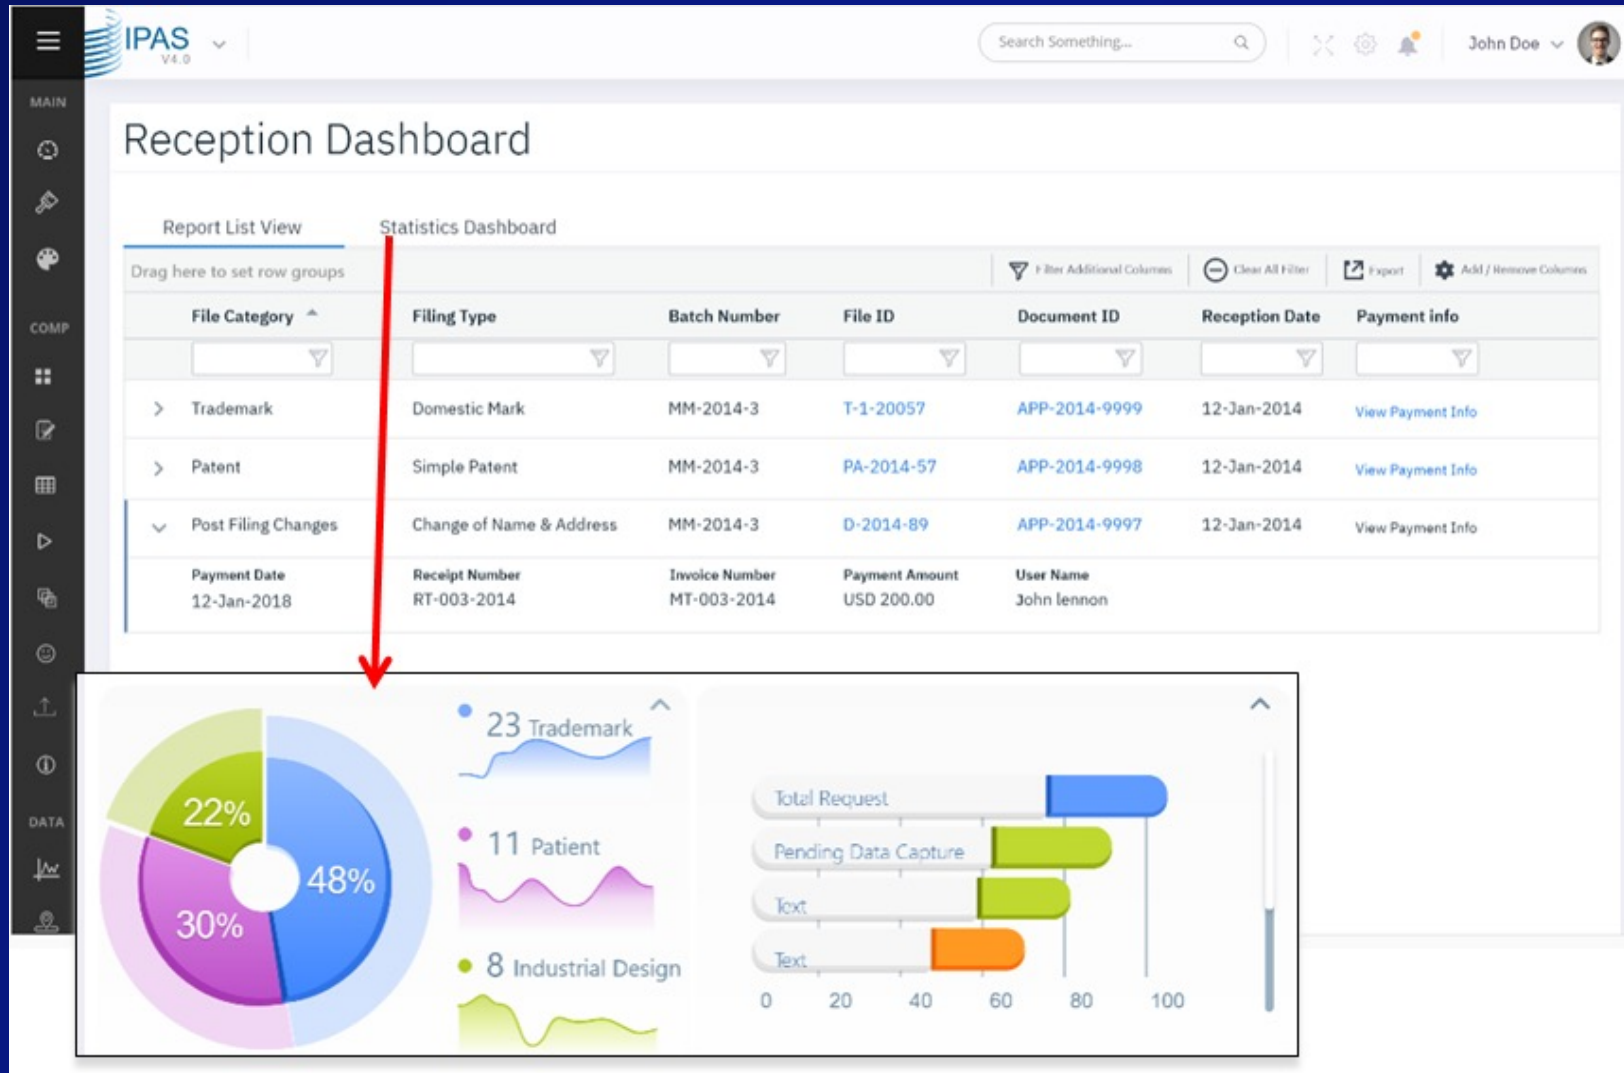 IPAS
V4.0
Search Something...
John Doe
MAIN
Reception Dashboard
Report List View
Statistics Dashboard
Drag here to set row groups
Filter Additional Columns
Clear All Filter
Export
Add / Remove Columns
File Category
Filing Type
Batch Number
File ID
Document ID
Reception Date
Payment info
COMP
Trademark
Domestic Mark
MM-2014-3
T-1-20057
APP-2014-9999
12-Jan-2014
View Payment Info
Patent
Simple Patent
MM-2014-3
PA-2014-57
APP-2014-9998
12-Jan-2014
View Payment Info
Post Filing Changes
Change of Name & Address
MM-2014-3
D-2014-89
APP-2014-9997
12-Jan-2014
View Payment Info
Payment Date
Receipt Number
Invoice Number
Payment Amount
User Name
12-Jan-2018
RT-003-2014
MT-003-2014
USD 200.00
John lennon
DATA
22%
48%
30%
23 Trademark
11 Patient
8 Industrial Design
Total Request
Pending Data Capture
Text
Text
0 20 40 60 80 100